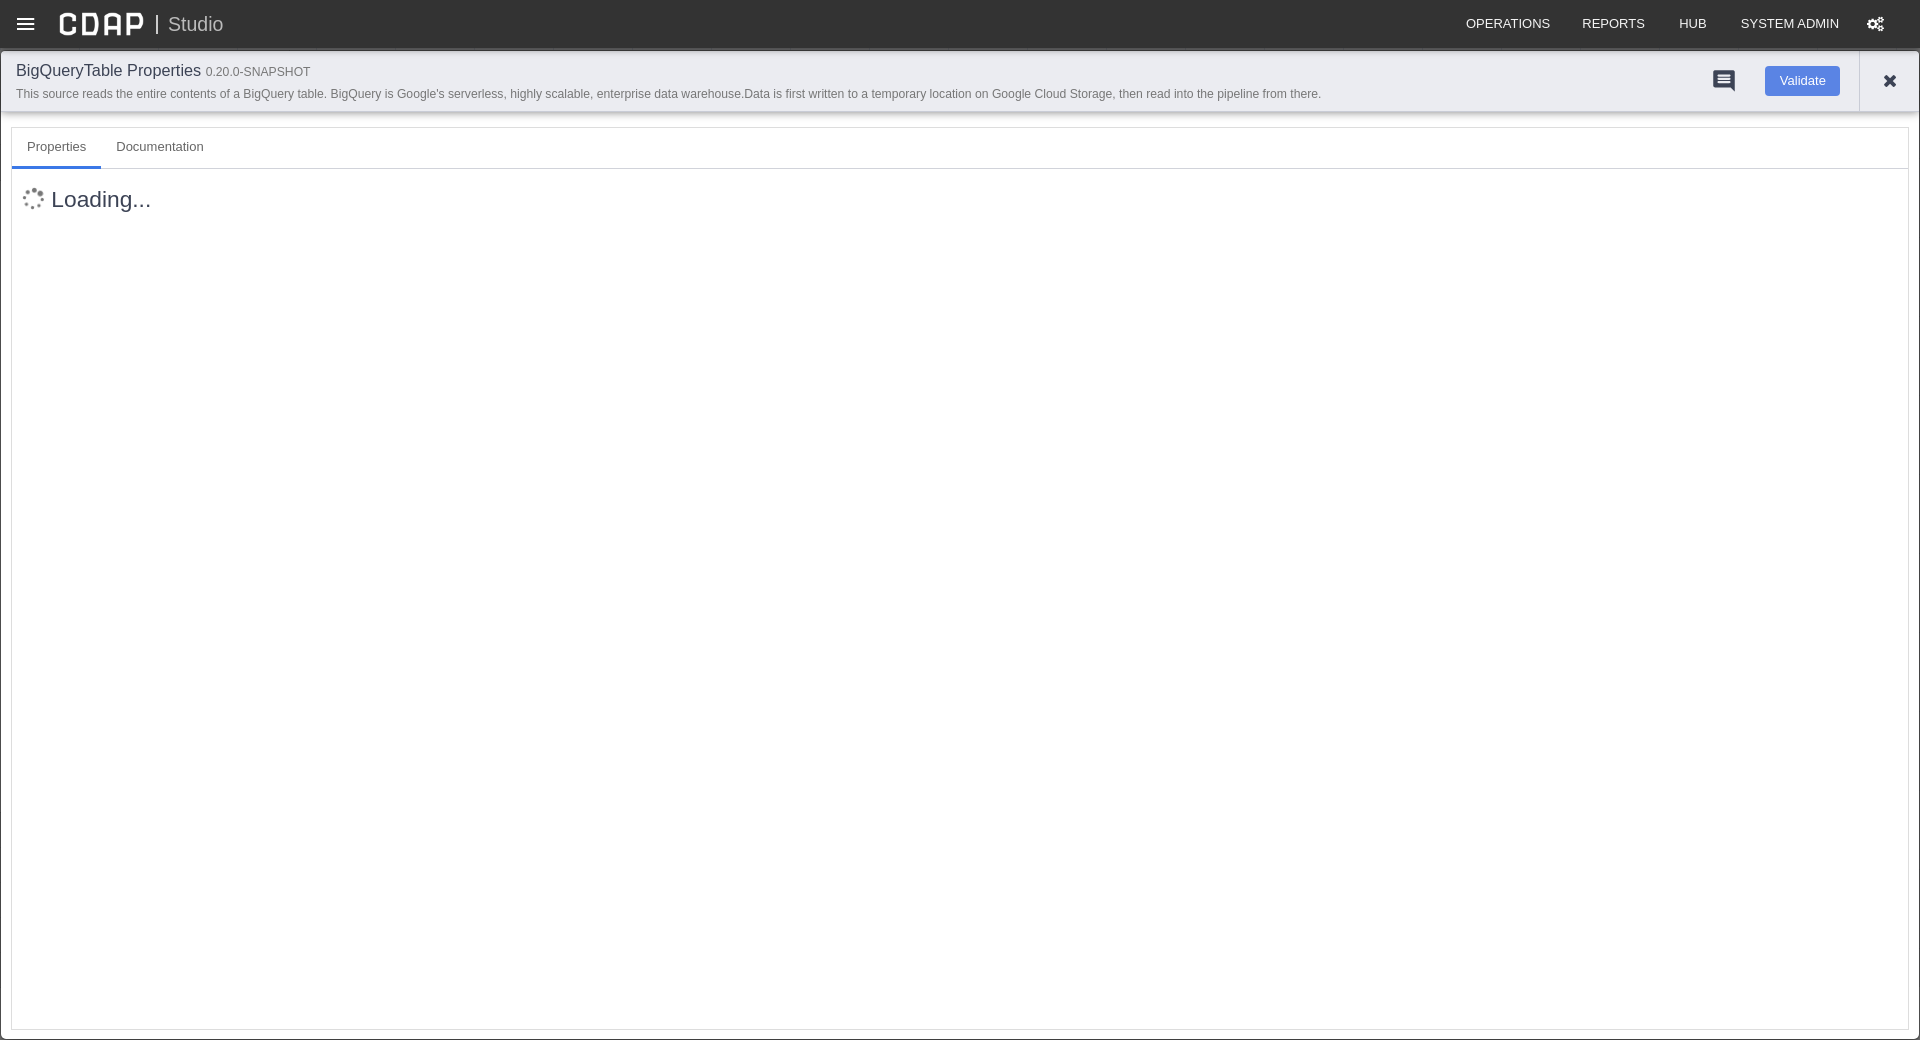 CDAP | Studio OPERATIONS REPORTS HUB SYSTEM ADMIN
BigQueryTable Properties 0.20.0-SNAPSHOT
This source reads the entire contents of a BigQuery table. BigQuery is Google's serverless, highly scalable, enterprise data warehouse.Data is first written to a temporary location on Google Cloud Storage, then read into the pipeline from there.
Validate
Properties Documentation
Loading...